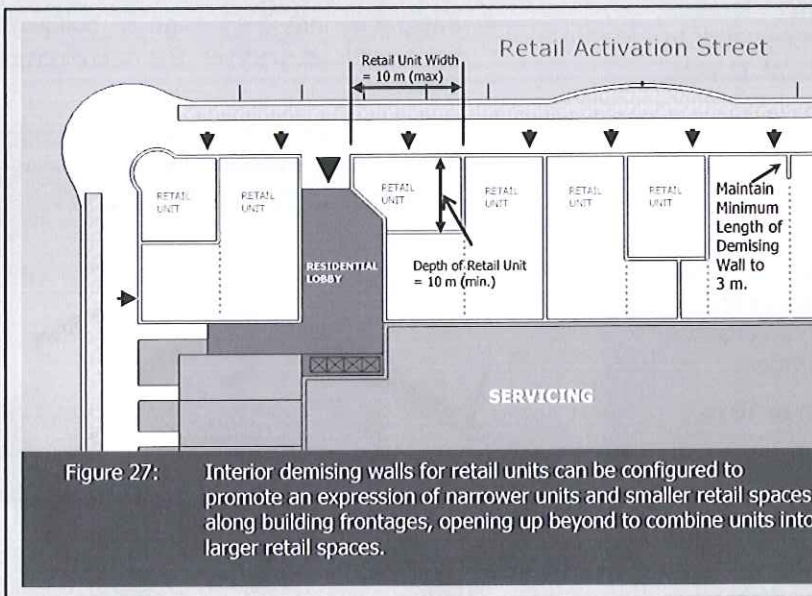 Retail Activation Street
Retail Unit Width
= 10 m (max)
RETAIL
UNIT
RETAIL
UNIT
RETAIL
UNIT
RETAIL
UNIT
RETAIL
UNIT
RETAIL
UNIT
Maintain
Minimum
Length of
Demising
Wall to
3 m.
RESIDENTIAL
LOBBY
Depth of Retail Unit
= 10 m (min.)
SERVICING
Figure 27: Interior demising walls for retail units can be configured to
promote an expression of narrower units and smaller retail spaces
along building frontages, opening up beyond to combine units into
larger retail spaces.